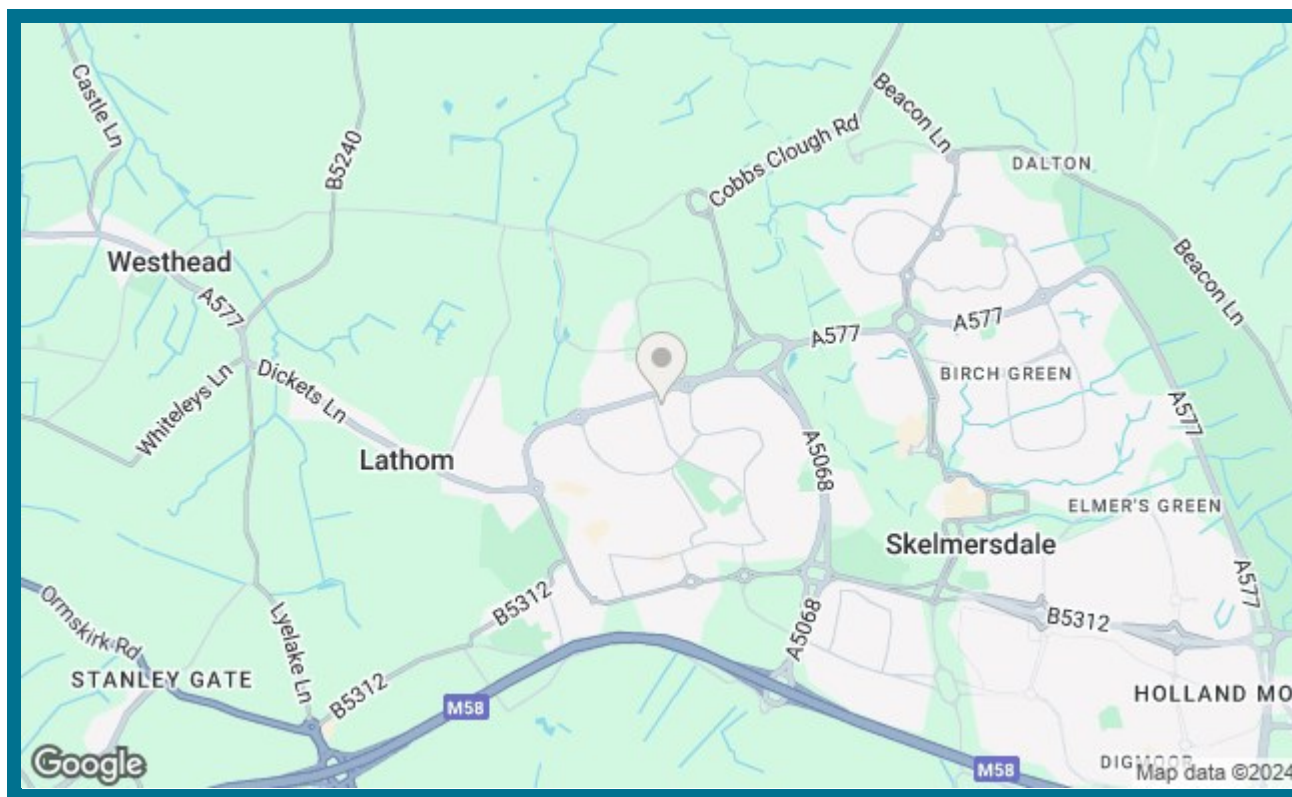 Castle Ln
B5240
Beacon Ln
Cobbs Clough Rd
DALTON
Westhead
A577
Beacon Ln
A577
A577
Whiteleys Ln
Dickets Ln
BIRCH GREEN
A577
Lathom
A5068
ELMER'S GREEN
Skelmersdale
A577
Ormskirk Rd
Lyelake Ln
B5312
A5068
B5312
STANLEY GATE
B5312
M58
HOLLAND MO
Google
M58
DIGMOOR
Map data ©2024